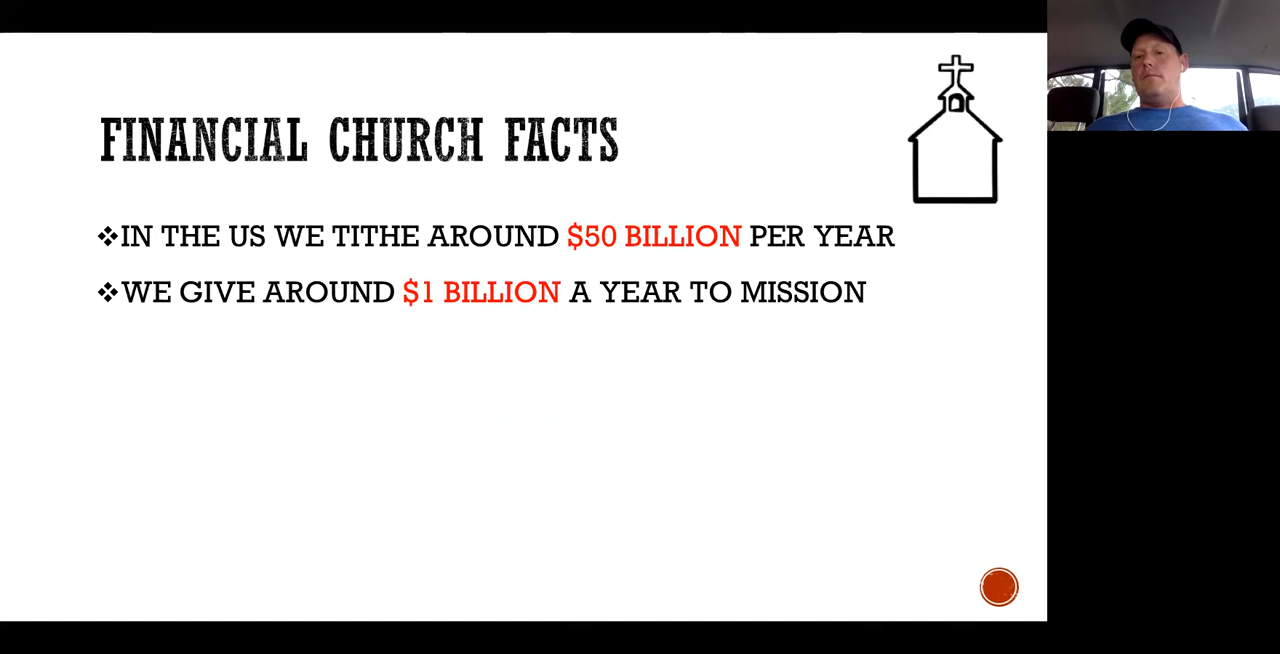 FINANCIAL CHURCH FACTS
❖IN THE US WE TITHE AROUND $50 BILLION PER YEAR
❖WE GIVE AROUND $1 BILLION A YEAR TO MISSION